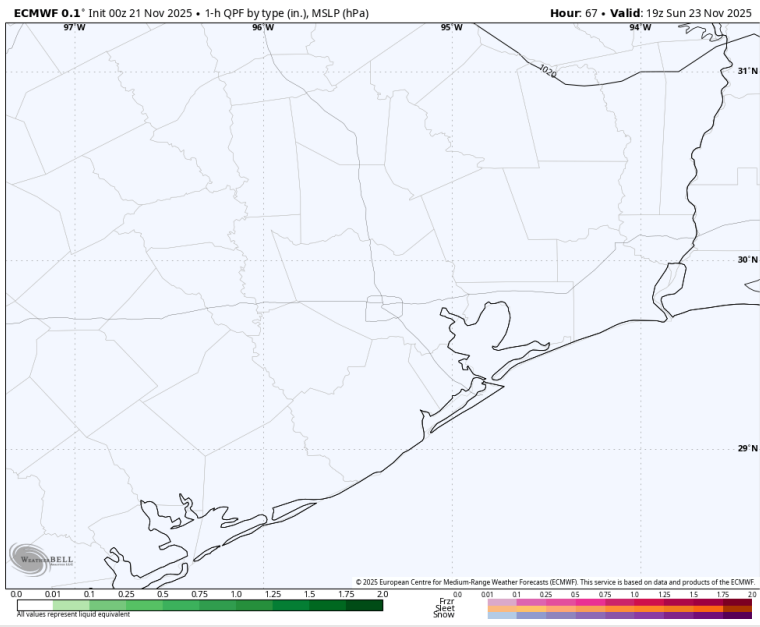 ECMWF 0.1° Init 00z 21 Nov 2025 • 1-h QPF by type (in.), MSLP (hPa) Hour: 67 • Valid: 19z Sun 23 Nov 2025
97°W 96°W 95°W 94°W
1020
31°N
30°N
29°N
WEATHERBELL
© 2025 European Centre for Medium-Range Weather Forecasts (ECMWF). This service is based on data and products of the ECMWF.
0.0 0.01 0.1 0.25 0.5 0.75 1.0 1.25 1.5 1.75 2.0
0.0 0.01 0.1 0.25 0.5 0.75 1.0 1.25 1.5 1.75 2.0
Frzr
Sleet
Snow
All values represent liquid equivalent